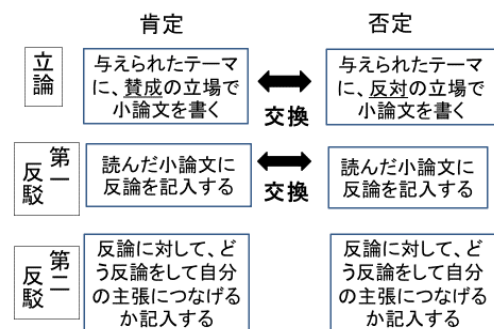 肯定
否定
立論
与えられたテーマ
に、賛成の立場で
小論文を書く
交換
与えられたテーマ
に、反対の立場で
小論文を書く
第一
反駁
読んだ小論文に
反論を記入する
交換
読んだ小論文に
反論を記入する
第二
反駁
反論に対して、ど
う反論をして自分
の主張につなげる
か記入する
反論に対して、ど
う反論をして自分
の主張につなげる
か記入する